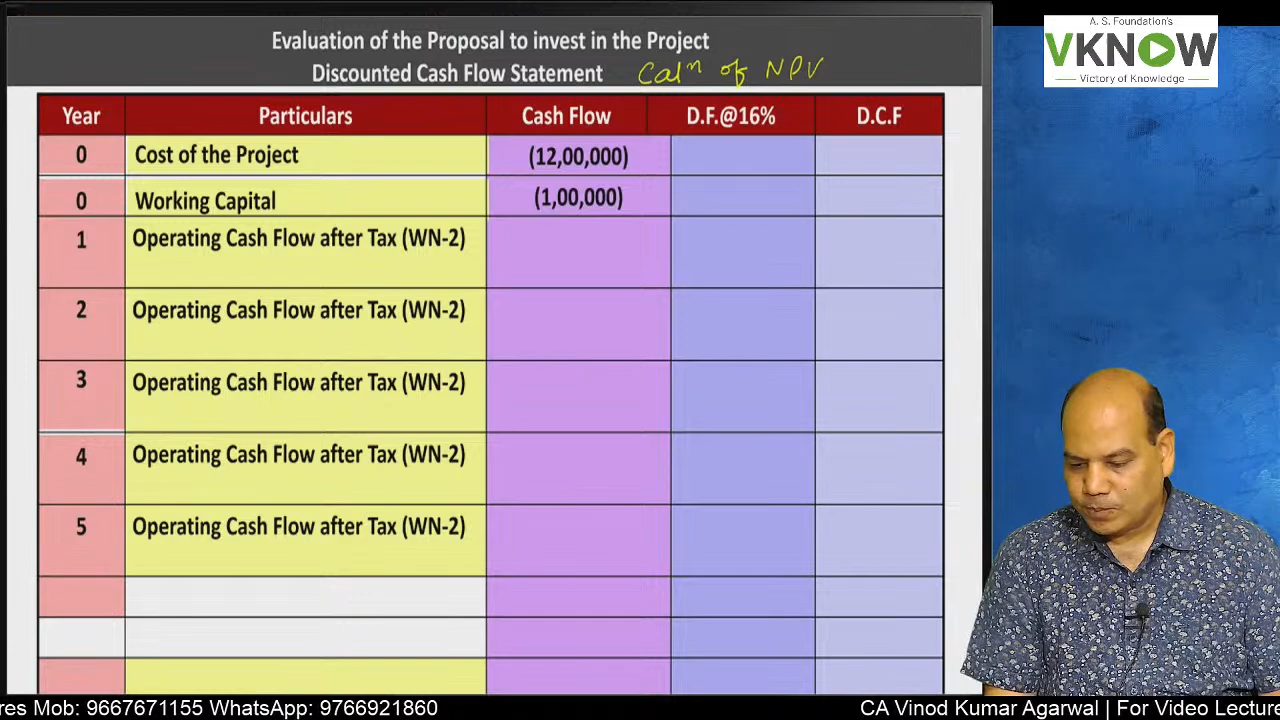 A. S. Foundation's
VKNOW
Victory of Knowledge
Evaluation of the Proposal to invest in the Project
Discounted Cash Flow Statement Calⁿ of NPV
Year Particulars Cash Flow D.F.@16% D.C.F
0 Cost of the Project (12,00,000)
0 Working Capital (1,00,000)
1 Operating Cash Flow after Tax (WN-2)
2 Operating Cash Flow after Tax (WN-2)
3 Operating Cash Flow after Tax (WN-2)
4 Operating Cash Flow after Tax (WN-2)
5 Operating Cash Flow after Tax (WN-2)
res Mob: 9667671155 WhatsApp: 9766921860 CA Vinod Kumar Agarwal | For Video Lecture